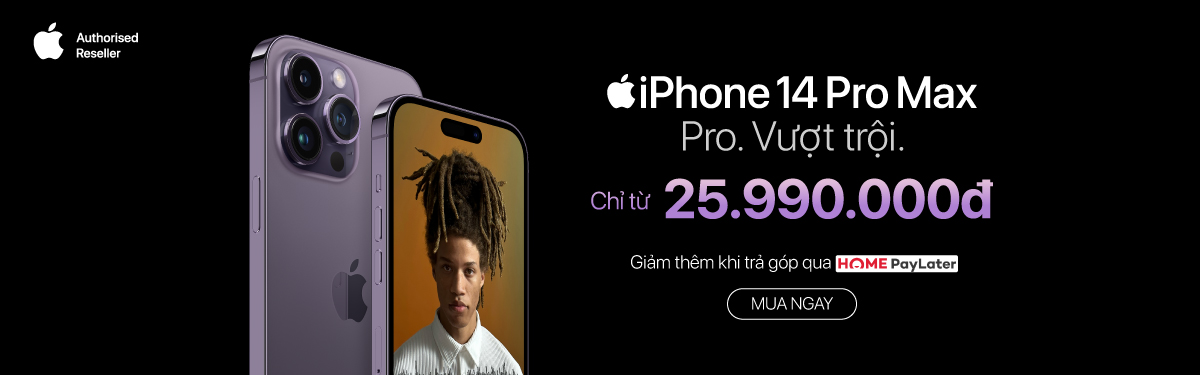 Authorised
Reseller
iPhone 14 Pro Max
Pro. Vượt trội.
Chỉ từ 25.990.000đ
Giảm thêm khi trả góp qua HOME PayLater
MUA NGAY